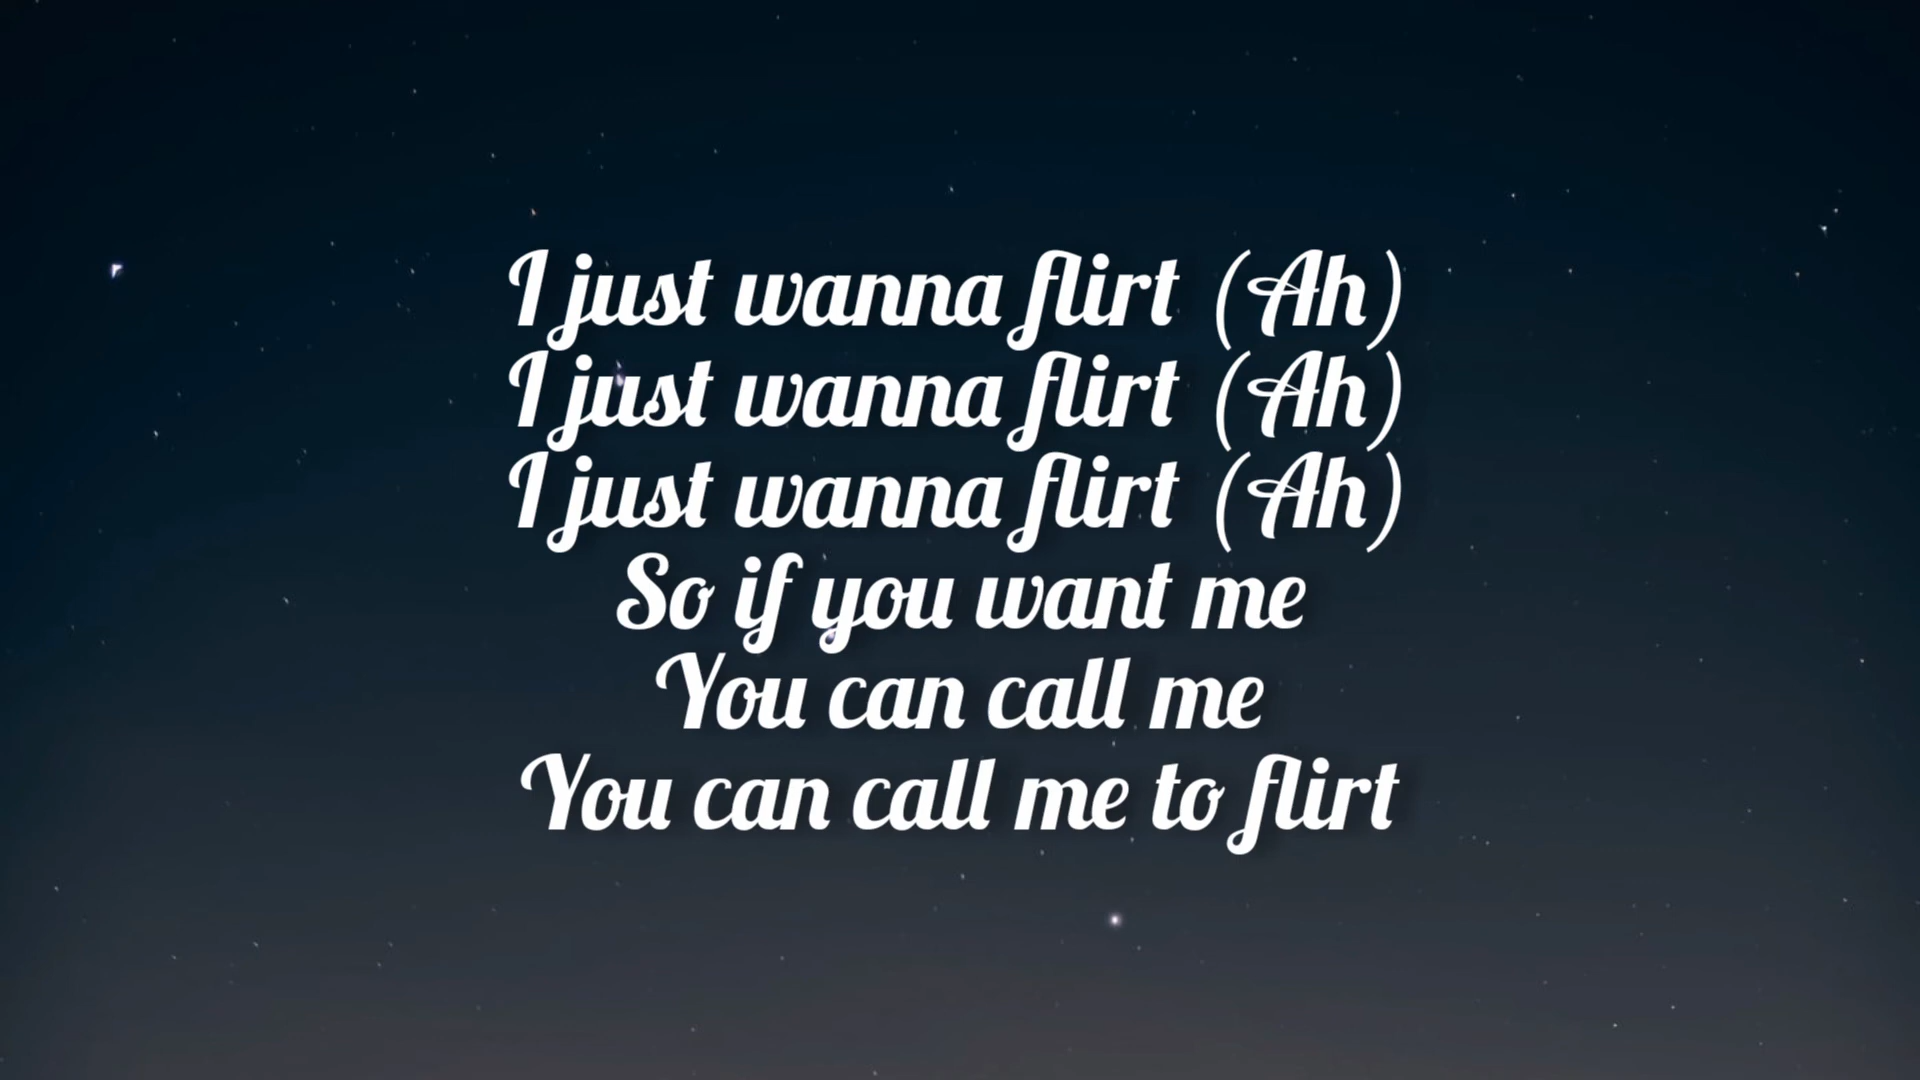 I just wanna flirt (Ah)
I just wanna flirt (Ah)
I just wanna flirt (Ah)
So if you want me
You can call me
You can call me to flirt